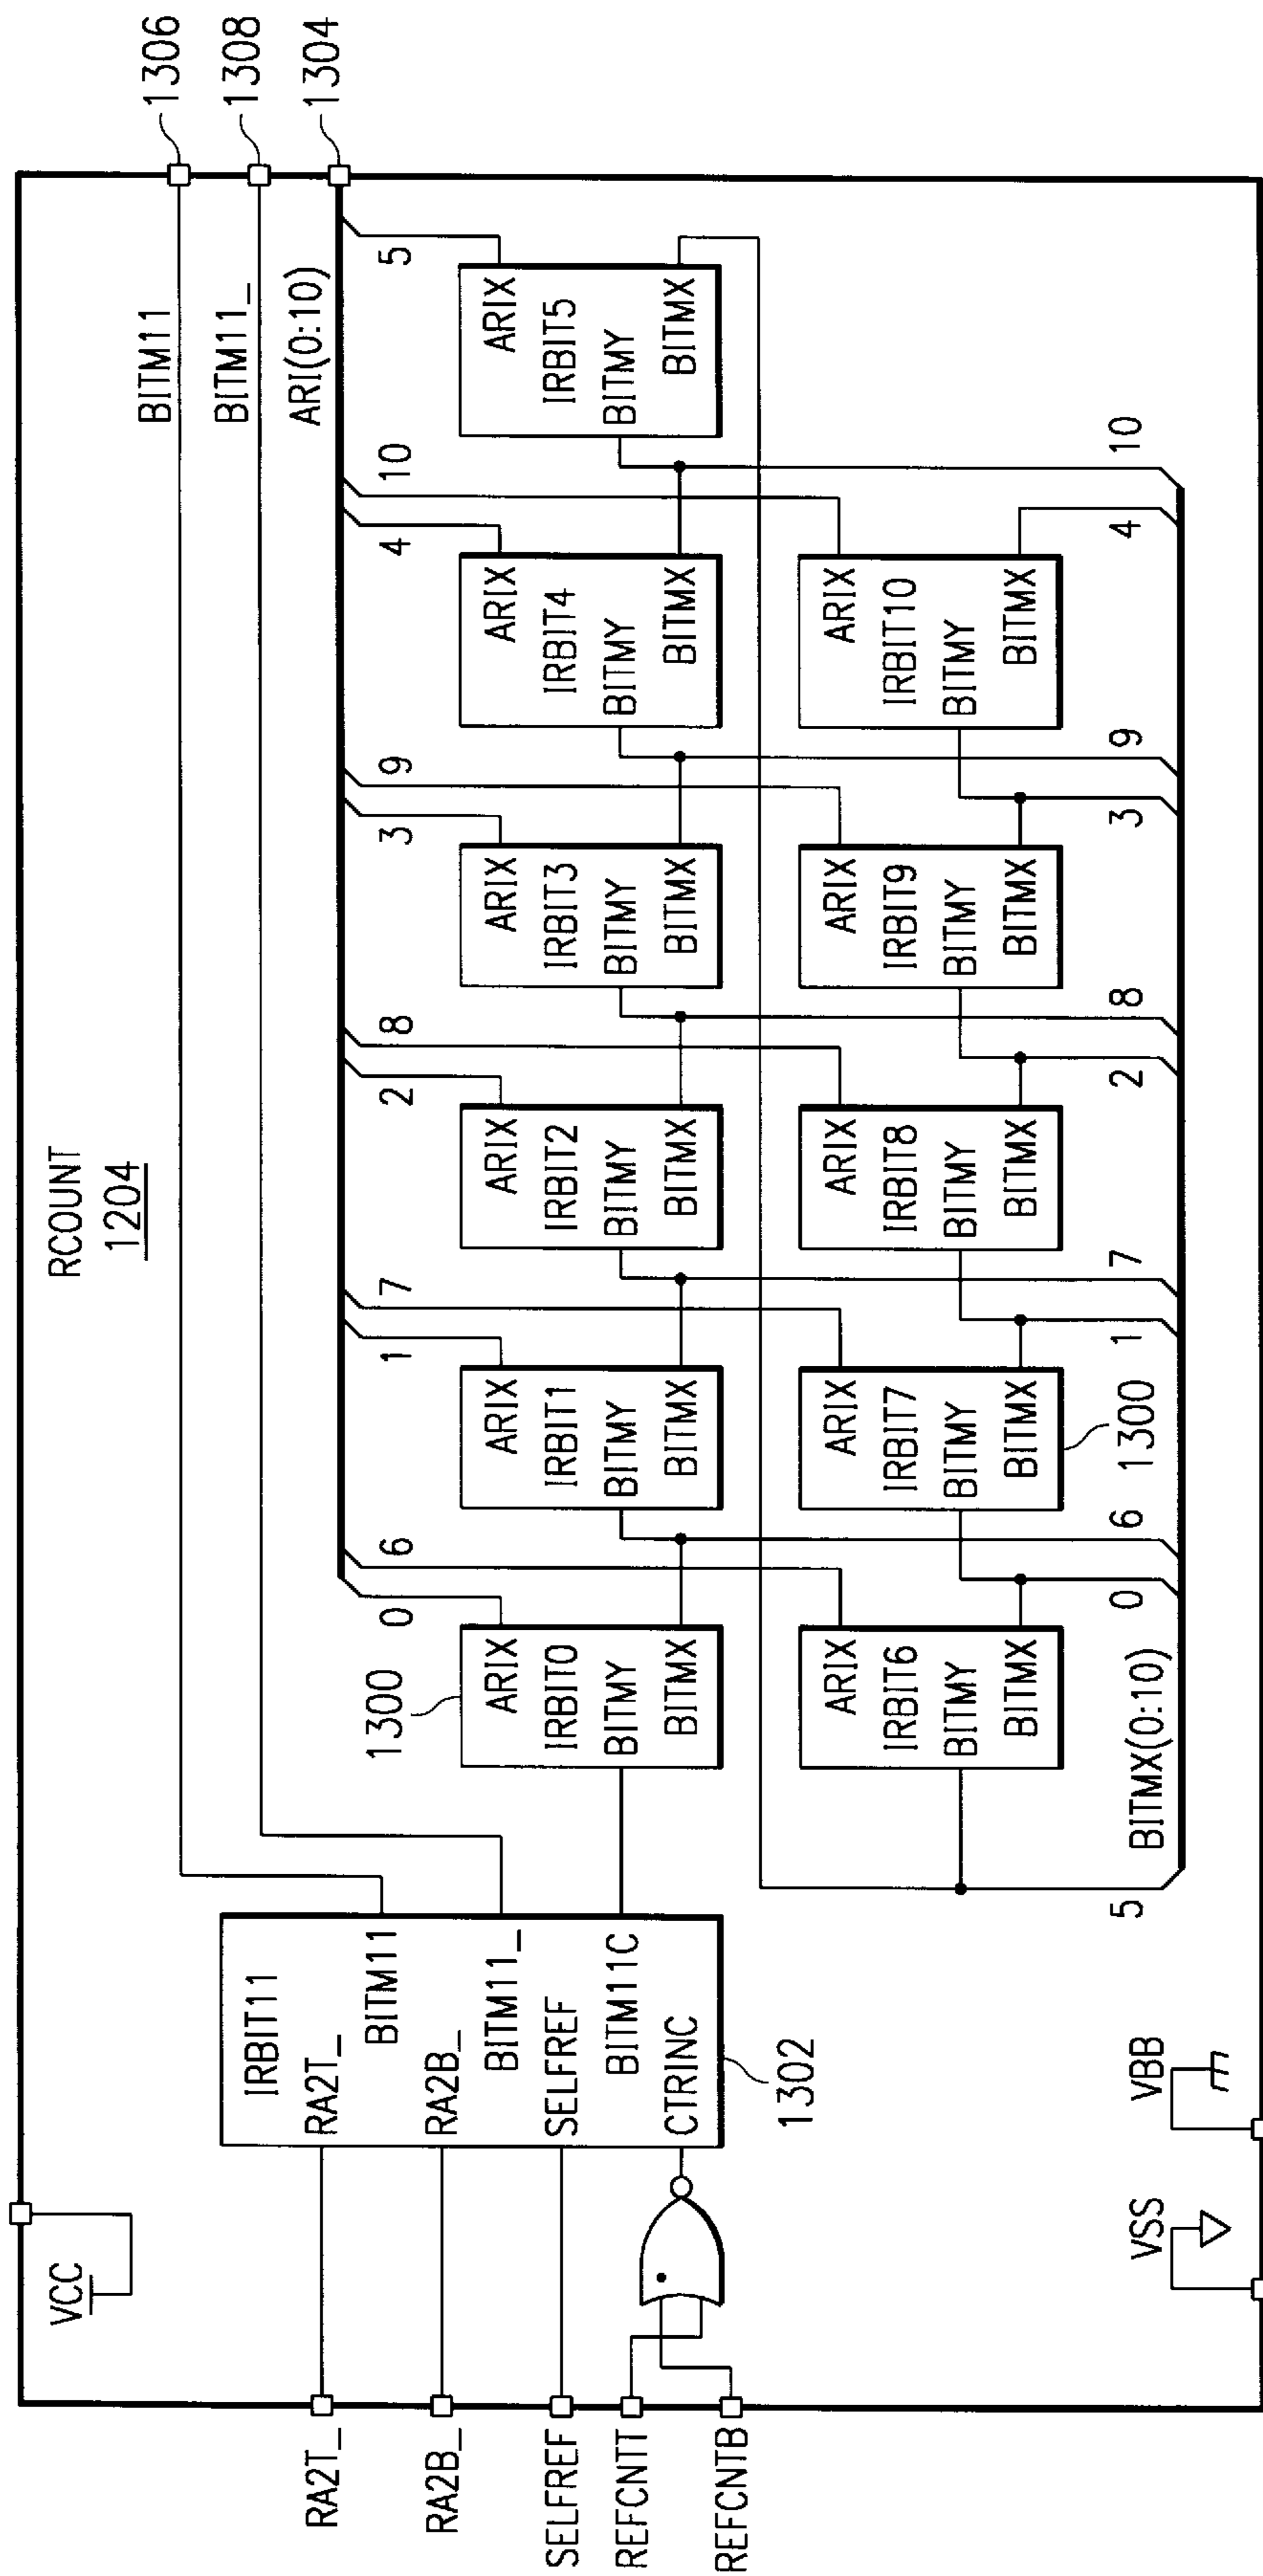 RCOUNT
1204
VCC
BITM11
1306
BITM11_
1308
ARI(0:10)
1304
IRBIT11
RA2T_
RA2T_
BITM11
RA2B_
RA2B_
BITM11_
SELFREF
SELFREF
BITM11C
REFCNTT
CTRINC
REFCNTB
1302
1300
0
6
1
7
2
8
3
9
4
10
5
ARIX
IRBIT0
BITMY
BITMX
ARIX
IRBIT1
BITMY
BITMX
ARIX
IRBIT2
BITMY
BITMX
ARIX
IRBIT3
BITMY
BITMX
ARIX
IRBIT4
BITMY
BITMX
ARIX
IRBIT5
BITMY
BITMX
ARIX
IRBIT6
BITMY
BITMX
ARIX
IRBIT7
BITMY
BITMX
ARIX
IRBIT8
BITMY
BITMX
ARIX
IRBIT9
BITMY
BITMX
ARIX
IRBIT10
BITMY
BITMX
1300
5
BITMX(0:10)
0
6
1
7
2
8
3
9
4
10
VSS
VBB